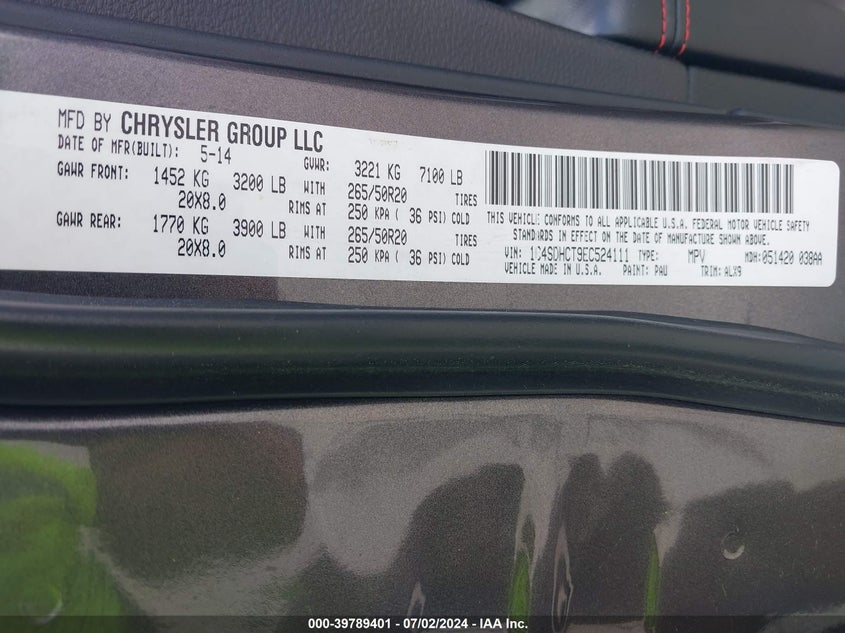 MFD BY CHRYSLER GROUP LLC
DATE OF MFR(BUILT): 5-14 GVWR: 3221 KG 7100 LB
GAWR FRONT: 1452 KG 3200 LB WITH 265/50R20 TIRES
20X8.0 RIMS AT 250 KPA ( 36 PSI) COLD
GAWR REAR: 1770 KG 3900 LB WITH 265/50R20 TIRES
20X8.0 RIMS AT 250 KPA ( 36 PSI) COLD
THIS VEHICLE CONFORMS TO ALL APPLICABLE U.S.A. FEDERAL MOTOR VEHICLE SAFETY
STANDARDS IN EFFECT ON THE DATE OF MANUFACTURE SHOWN ABOVE.
VIN: 1C4SDHCT9EC524111 TYPE: MPV MDH: 051420 038AA
VEHICLE MADE IN U.S.A. PAINT: PAU TRIM: ALX9
000-39789401 / 07/02/2024 - IAA Inc.